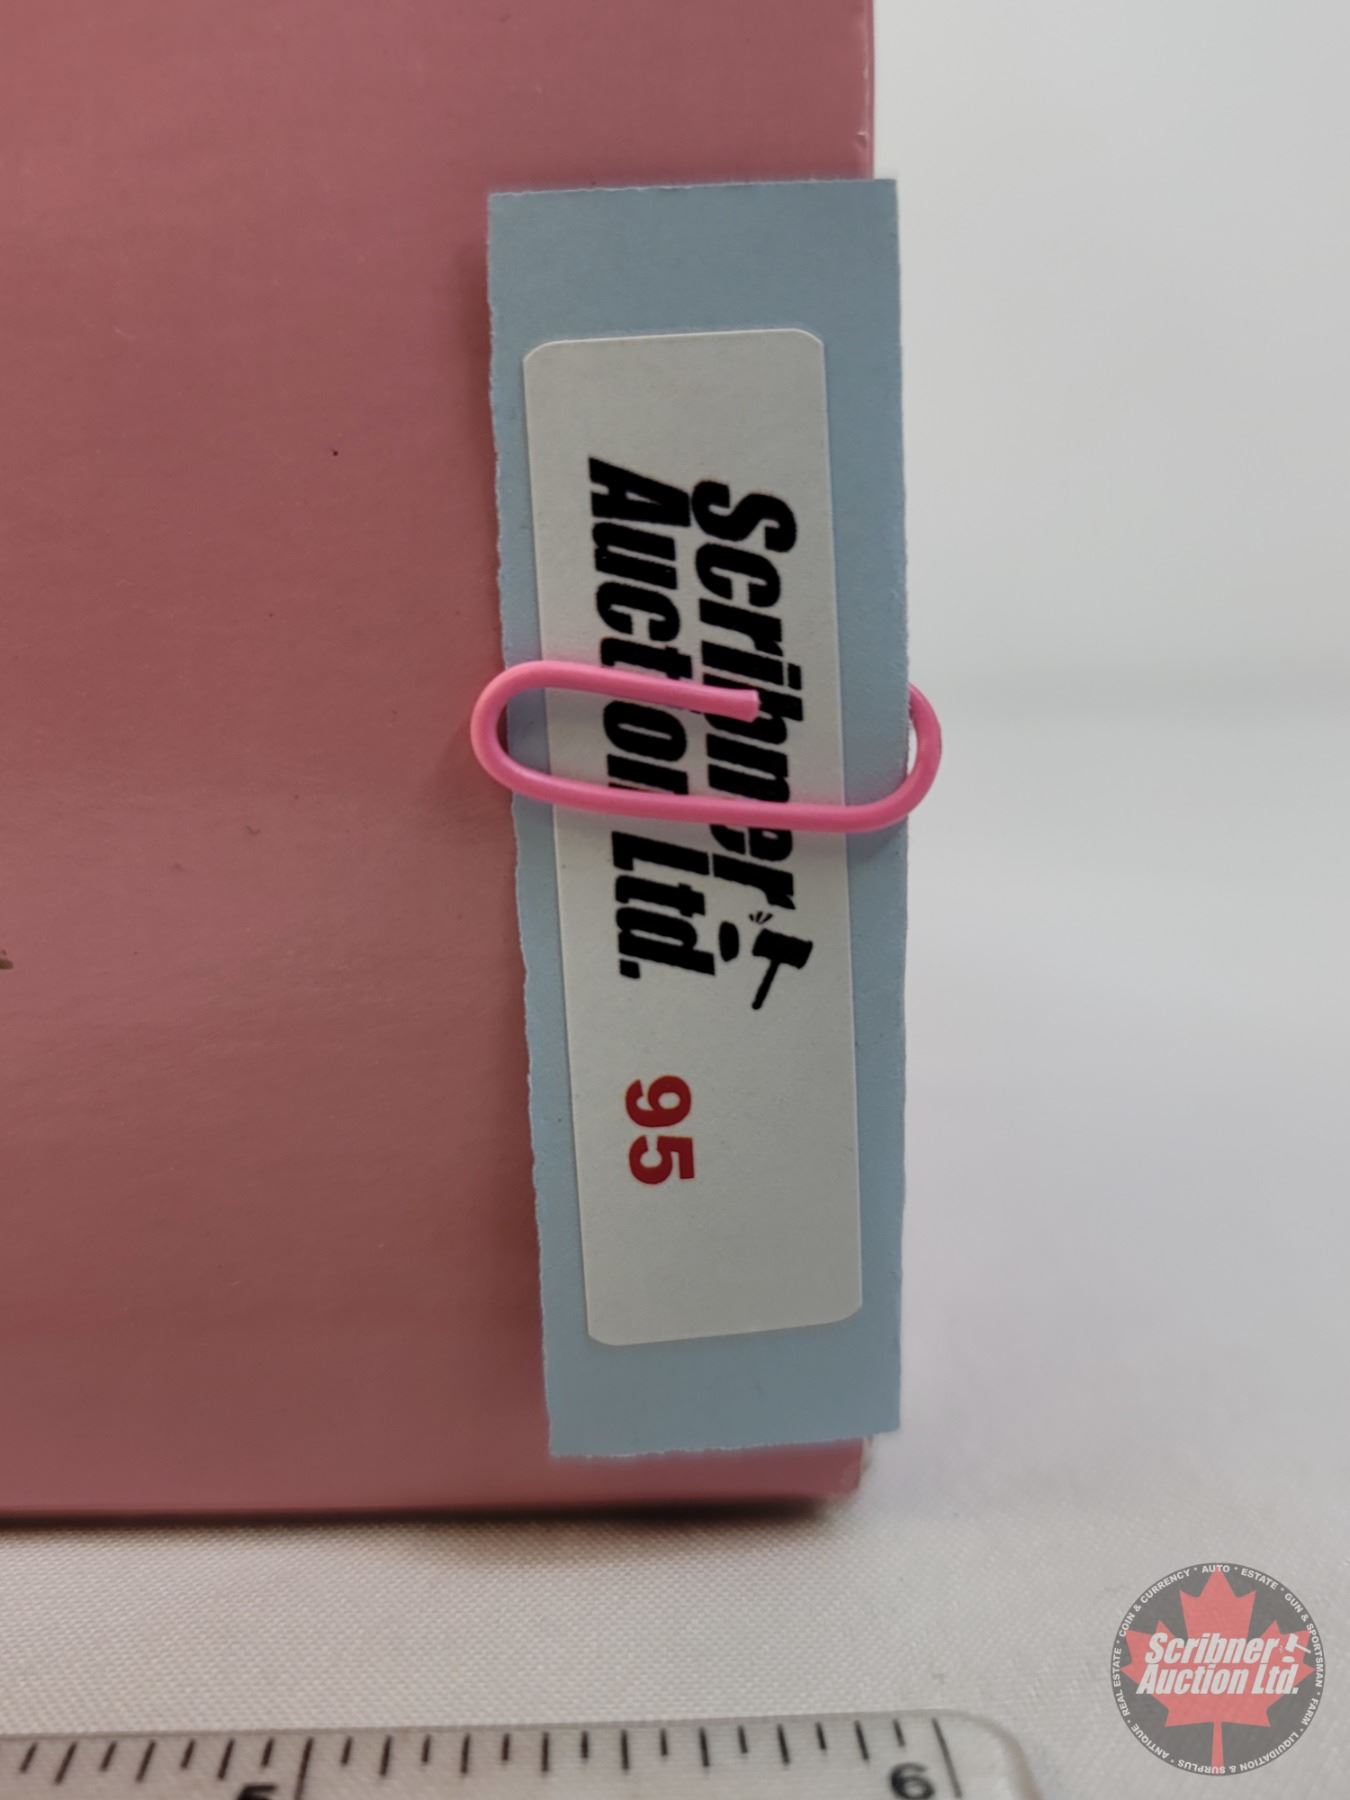 Scribner
Auction Ltd.
95
5
6
COIN & CURRENCY • AUTO • ESTATE • GUN & SPORTSMAN • FARM • LIQUIDATION & SURPLUS • ANTIQUE • REAL ESTATE •
Scribner
Auction Ltd.